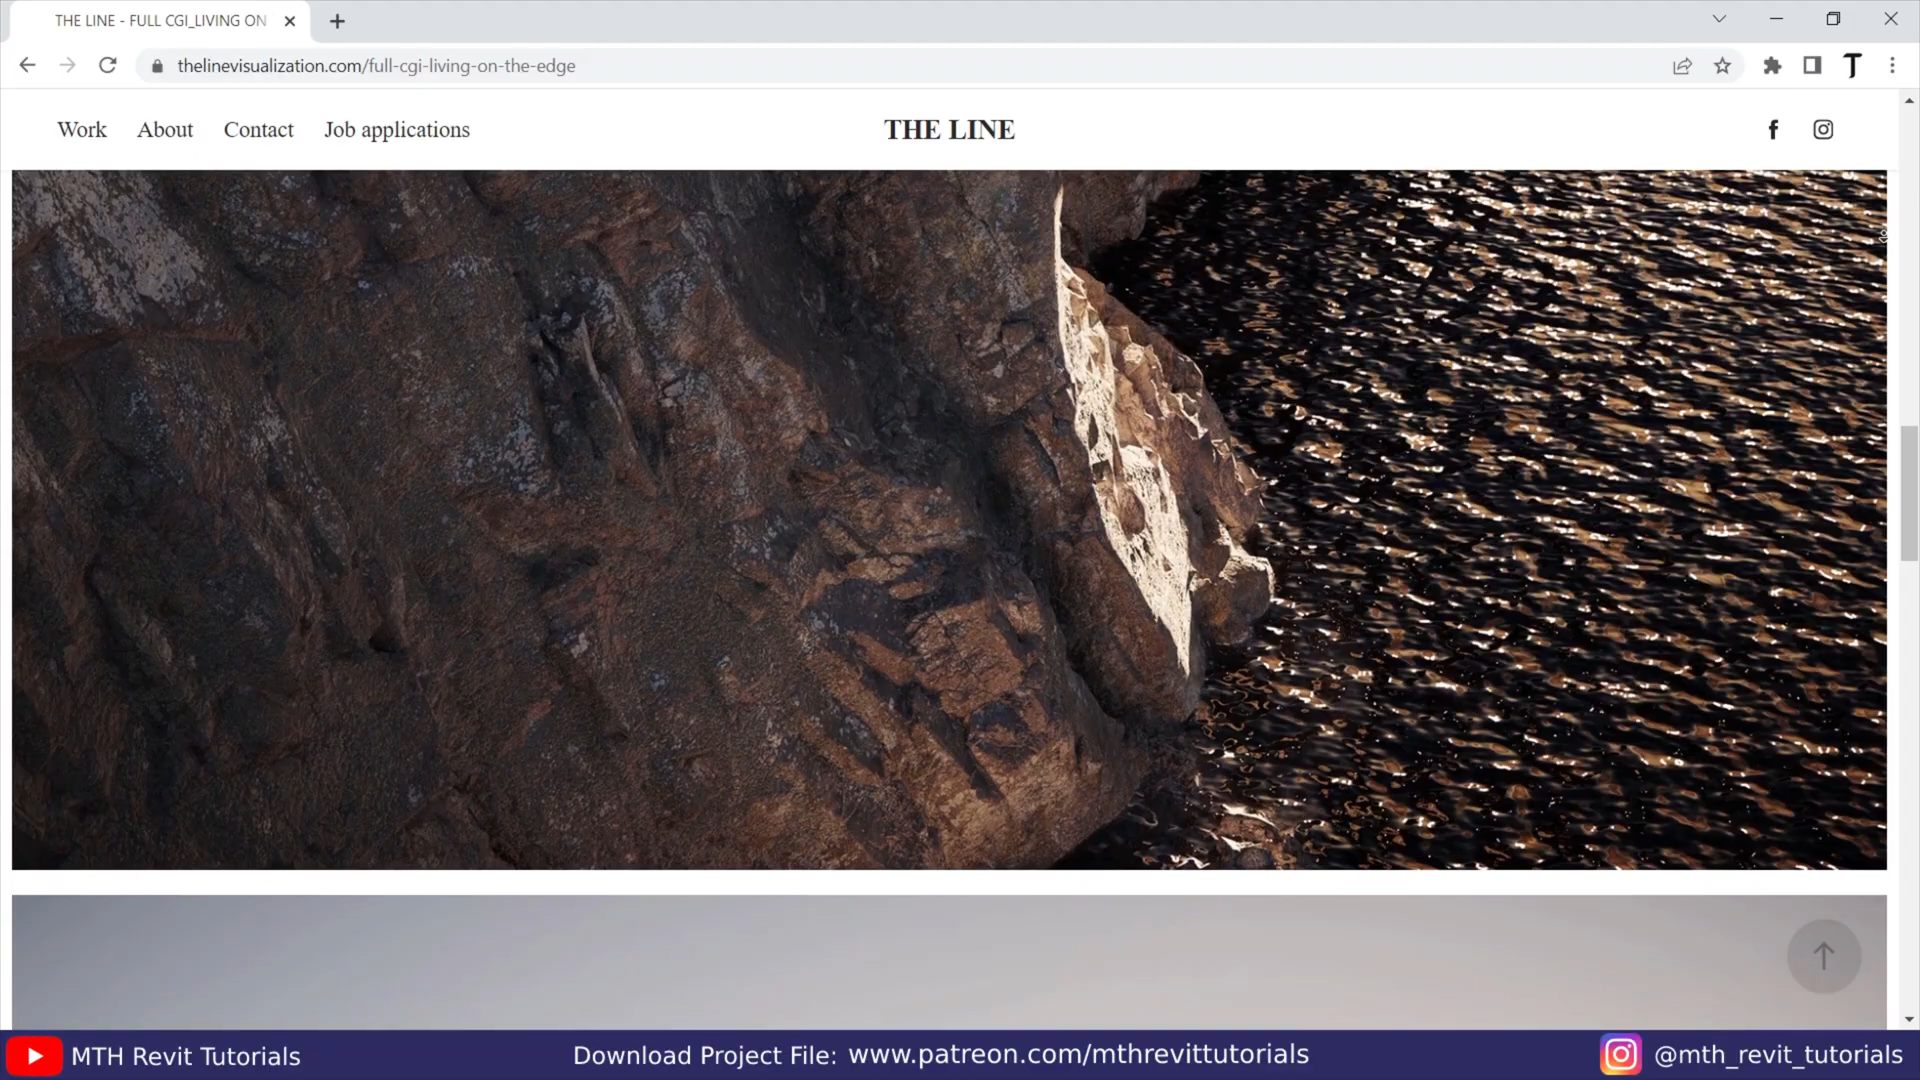 THE LINE - FULL CGI_LIVING ON
thelinevisualization.com/full-cgi-living-on-the-edge
Work About Contact Job applications THE LINE
MTH Revit Tutorials Download Project File: www.patreon.com/mthrevittutorials @mth_revit_tutorials